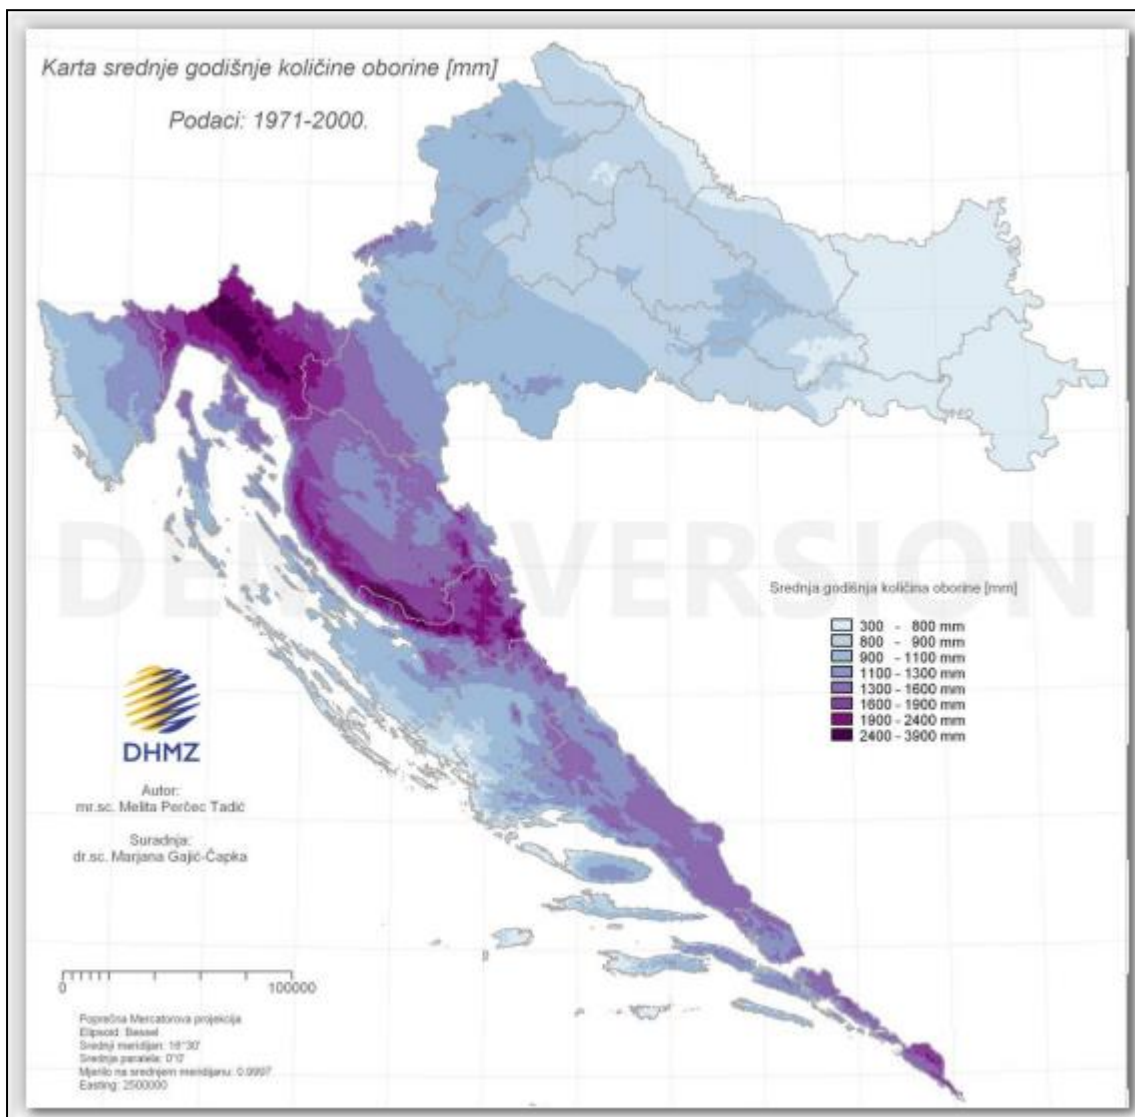 Karta srednje godišnje količine oborine [mm]
Podaci: 1971-2000.
DEMO VERSION
Srednja godišnja količina oborine [mm]
300 - 800 mm
800 - 900 mm
900 - 1100 mm
1100 - 1300 mm
1300 - 1600 mm
1600 - 1900 mm
1900 - 2400 mm
2400 - 3900 mm
DHMZ
Autor:
mr.sc. Melita Perčec Tadić
Suradnja:
dr.sc. Marjana Gajić-Čapka
0 100000
Poprečna Mercatorova projekcija
Elipsoid: Bessel
Srednji meridijan: 16°30'
Srednja paralela: 0°0'
Mjerilo na srednjem meridijanu: 0.9997
Easting: 2500000